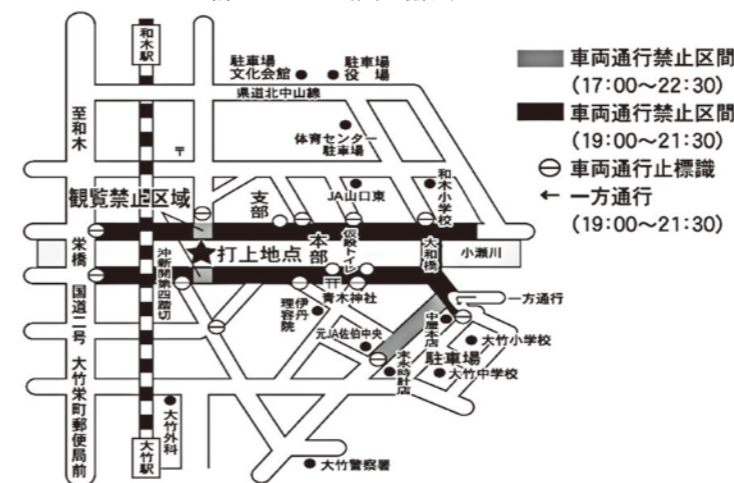 和木駅
至和木
駐車場
文化会館
駐車場
役場
県道北中山線
〒
体育センター
駐車場
観覧禁止区域
支部
JA山口東
和木小学校
栄橋
打上地点
本部
仮設トイレ
大和橋
小瀬川
沖新開第四踏切
青木神社
伊丹
理容院
一方通行
元JA佐伯中央
中屋本店
大竹小学校
駐車場
末永時計店
大竹中学校
国道二号
大竹栄町郵便局前
大竹外科
大竹駅
大竹警察署
車両通行禁止区間
(17:00~22:30)
車両通行禁止区間
(19:00~21:30)
車両通行止標識
← 一方通行
(19:00~21:30)